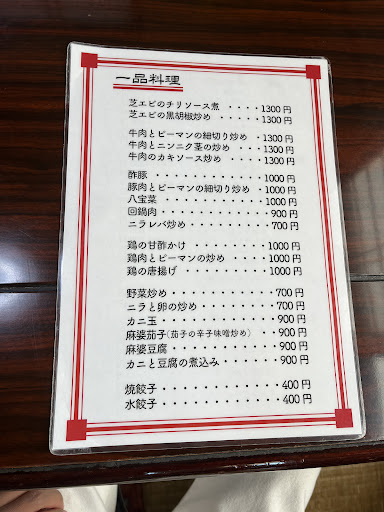 一品料理
芝エビのチリソース煮 ・・・・1300円
芝エビの黒胡椒炒め ・・・・・1300円
牛肉とピーマンの細切り炒め ・1300円
牛肉とニンニク茎の炒め ・・・1300円
牛肉のカキソース炒め ・・・・1300円
酢豚 ・・・・・・・・・・・・1000円
豚肉とピーマンの細切り炒め ・・1000円
八宝菜 ・・・・・・・・・・・1000円
回鍋肉 ・・・・・・・・・・・900円
ニラレバ炒め ・・・・・・・・700円
鶏の甘酢かけ ・・・・・・・・1000円
鶏肉とピーマンの炒め ・・・・1000円
鶏の唐揚げ ・・・・・・・・・1000円
野菜炒め ・・・・・・・・・・700円
ニラと卵の炒め ・・・・・・・700円
カニ玉 ・・・・・・・・・・・900円
麻婆茄子(茄子の辛子味噌炒め) ・・900円
麻婆豆腐 ・・・・・・・・・・900円
カニと豆腐の煮込み ・・・・・900円
焼餃子 ・・・・・・・・・・・400円
水餃子 ・・・・・・・・・・・400円